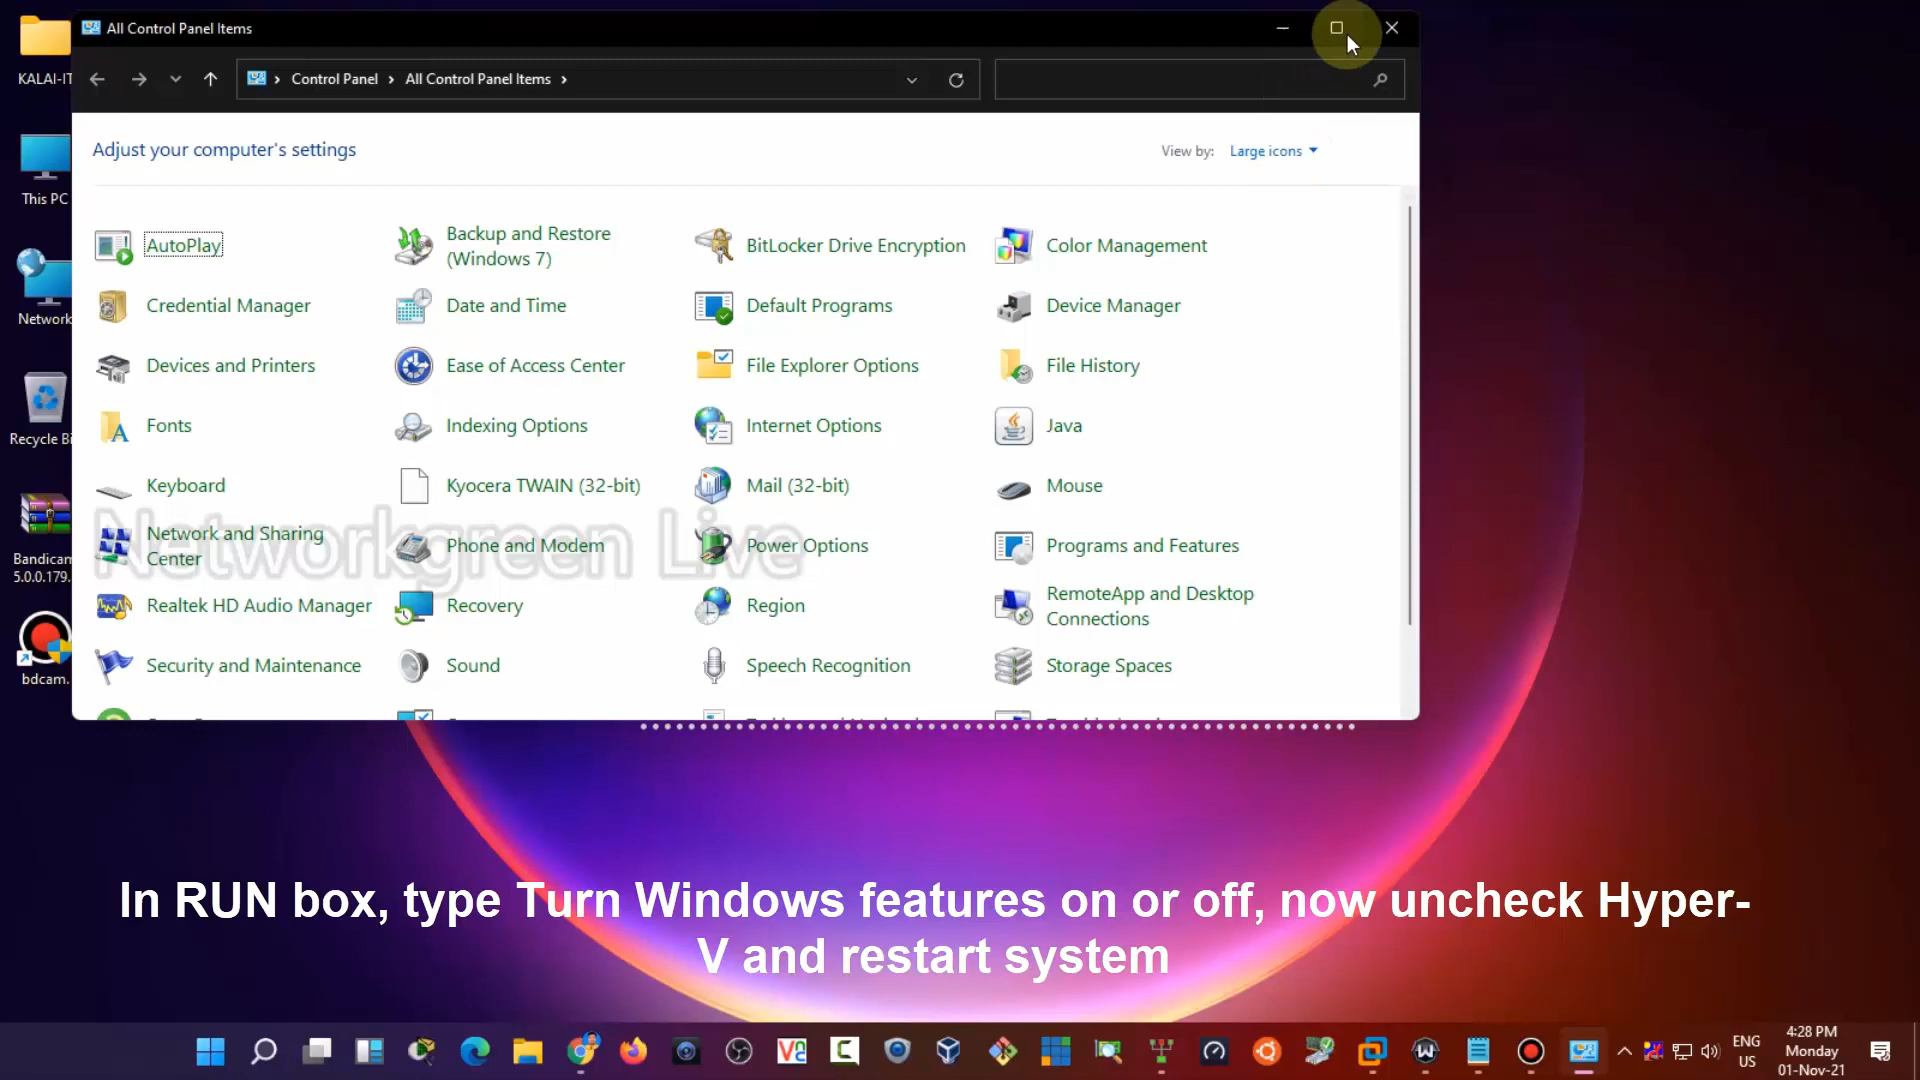 All Control Panel Items
KALAI-IT
Control Panel
All Control Panel Items
Adjust your computer's settings
View by:
Large icons
This PC
AutoPlay
Backup and Restore
(Windows 7)
BitLocker Drive Encryption
Color Management
Network
Credential Manager
Date and Time
Default Programs
Device Manager
Devices and Printers
Ease of Access Center
File Explorer Options
File History
Recycle Bi
Fonts
Indexing Options
Internet Options
Java
Keyboard
Kyocera TWAIN (32-bit)
Mail (32-bit)
Mouse
Networkgreen Live
Bandicam
5.0.0.179.
Network and Sharing
Center
Phone and Modem
Power Options
Programs and Features
Realtek HD Audio Manager
Recovery
Region
RemoteApp and Desktop
Connections
bdcam.
Security and Maintenance
Sound
Speech Recognition
Storage Spaces
In RUN box, type Turn Windows features on or off, now uncheck Hyper-
V and restart system
ENG
US
4:28 PM
Monday
01-Nov-21